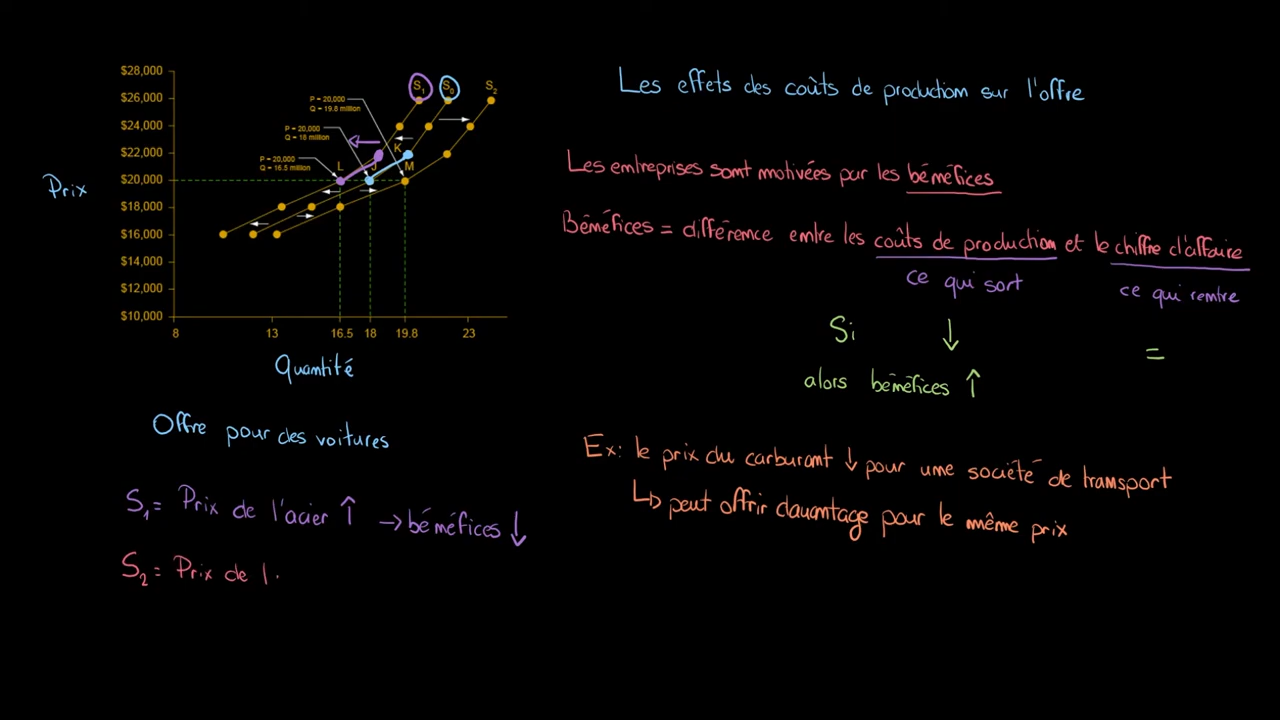 Les effets des coûts de production sur l'offre
$28,000
$26,000
$24,000
$22,000
$20,000
$18,000
$16,000
$14,000
$12,000
$10,000
8
13
16.5
18
19.8
23
S1
S0
S2
P = 20,000
Q = 19.8 million
P = 20,000
Q = 18 million
P = 20,000
Q = 16.5 million
L
J
K
M
Prix
Quantité
Offre pour des voitures
S1 = Prix de l'acier ↑ → bénéfices ↓
S2 = Prix de l
Les entreprises sont motivées par les bénéfices
Bénéfices = différence entre les coûts de production et le chiffre d'affaire
ce qui sort
ce qui rentre
Si ↓ =
alors bénéfices ↑
Ex: le prix du carburant ↓ pour une société de transport
↳ peut offrir davantage pour le même prix